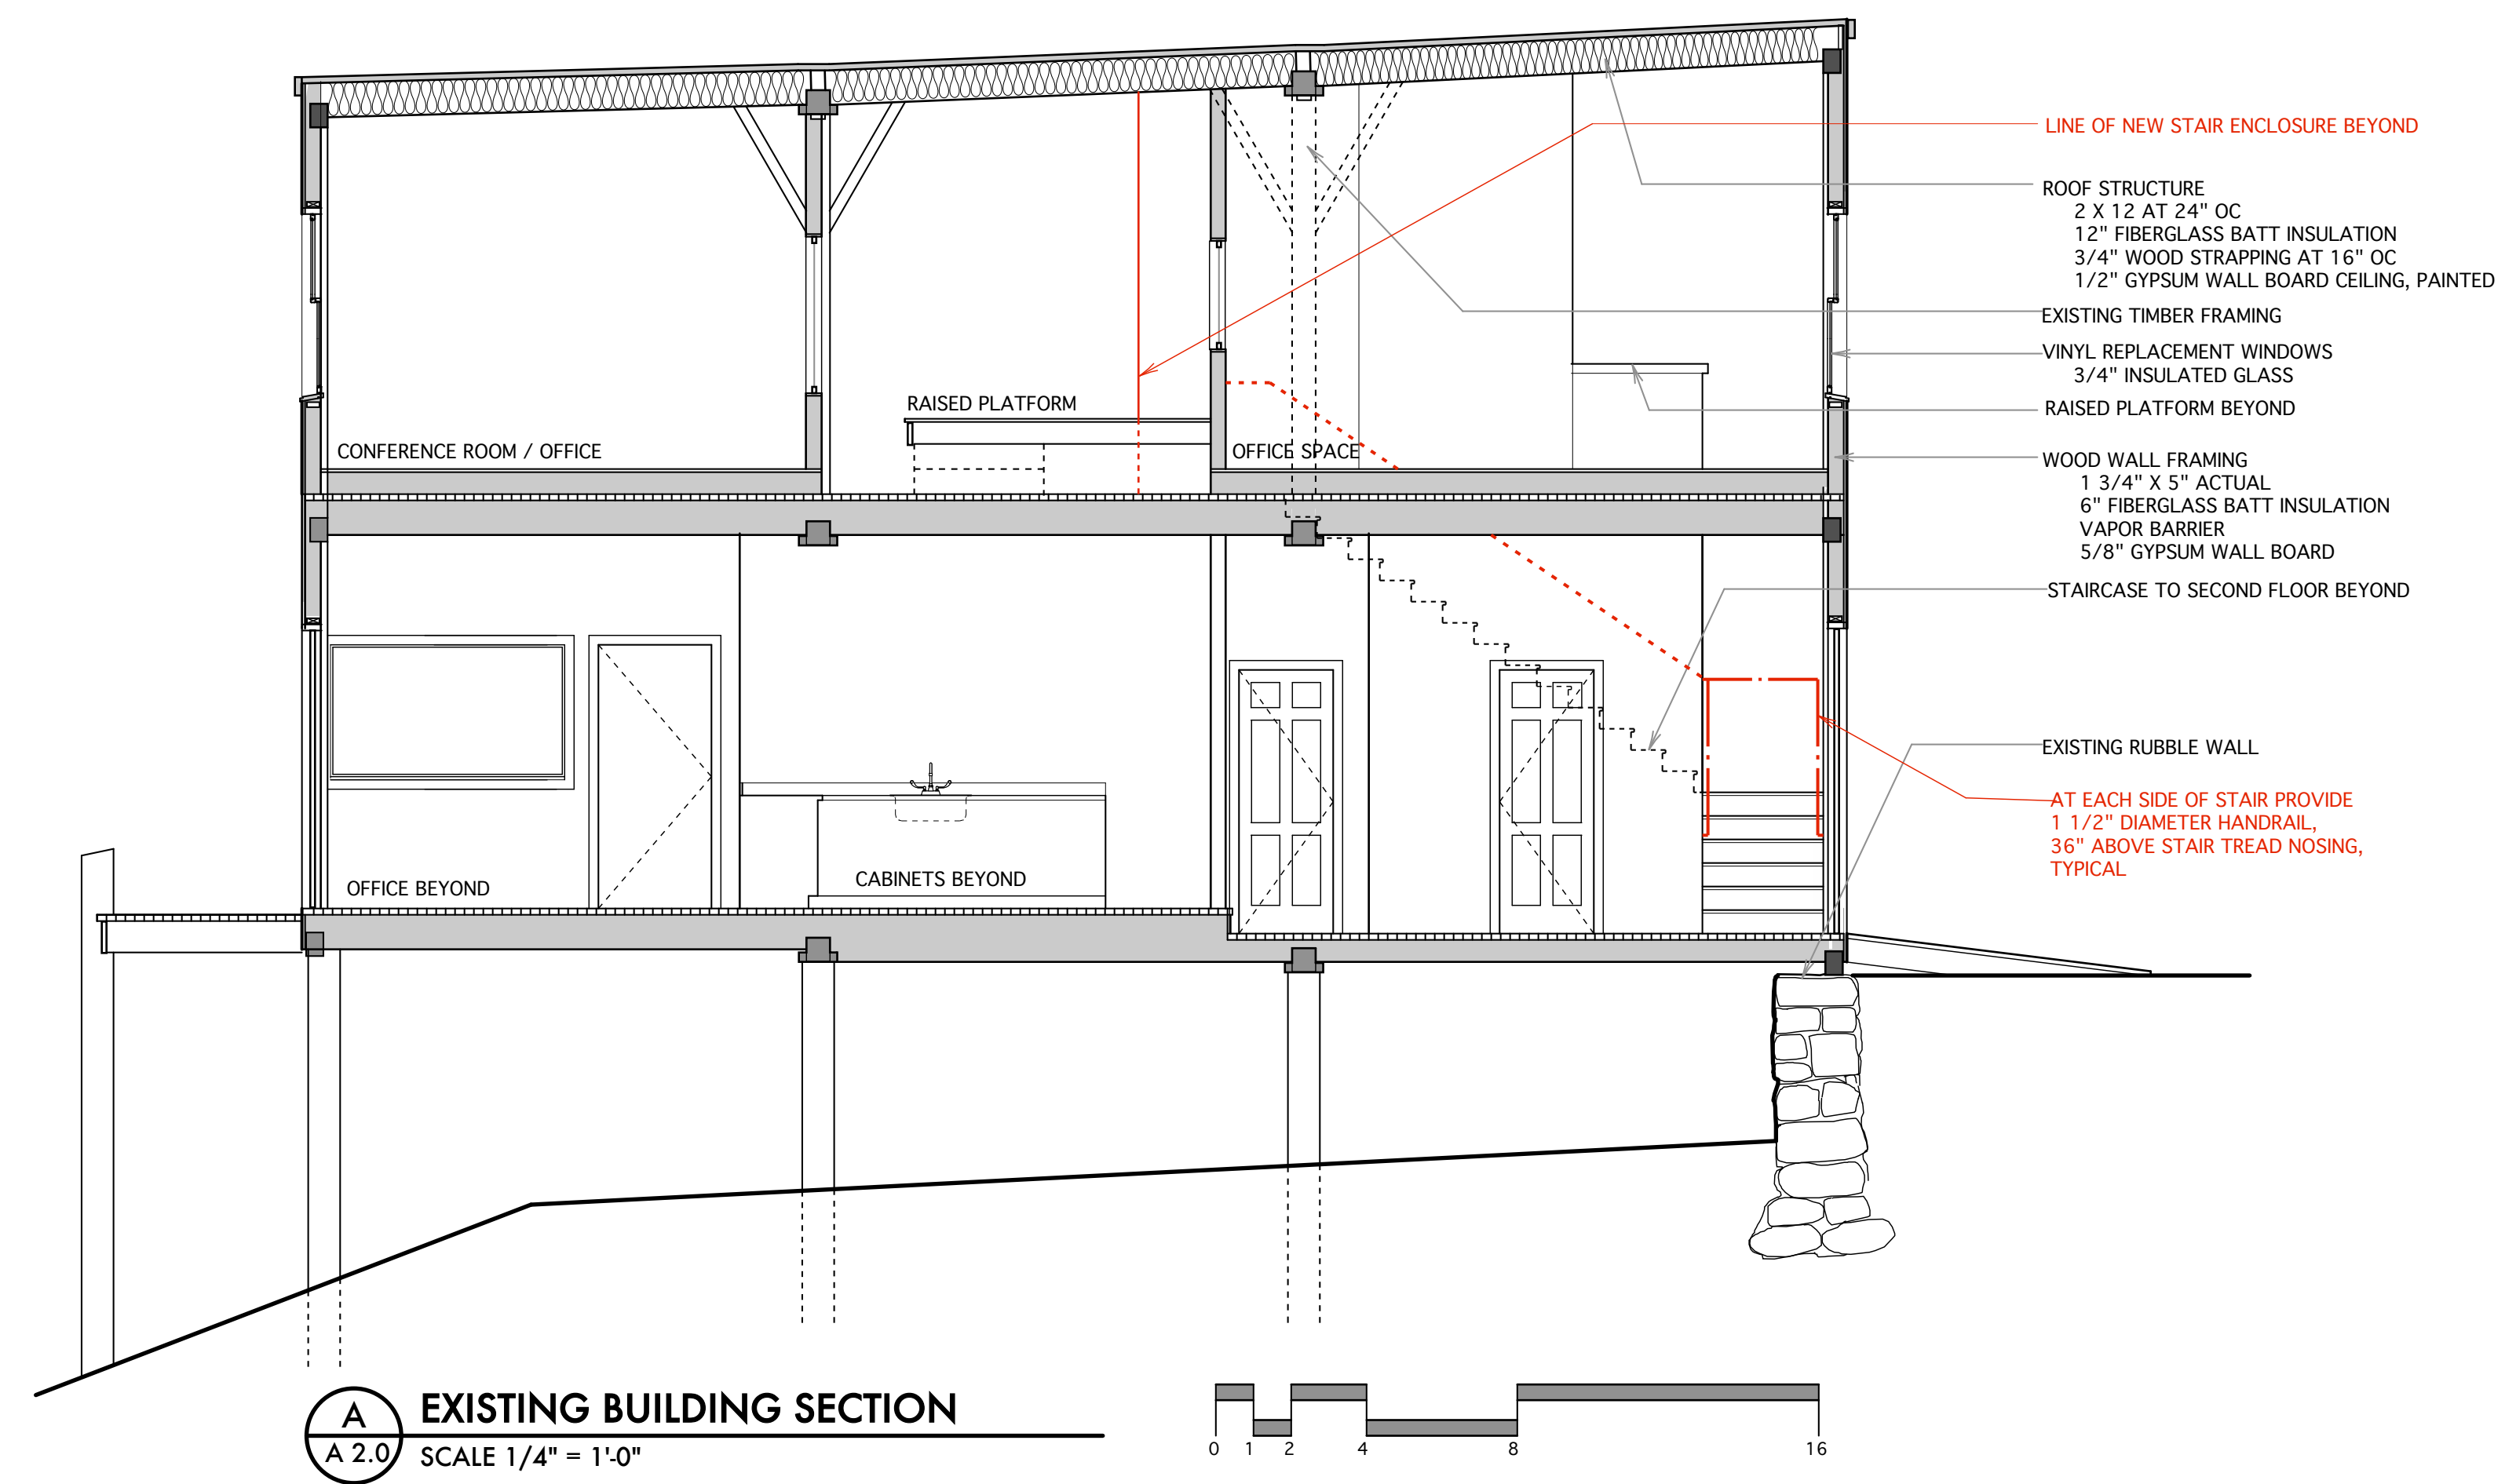 LINE OF NEW STAIR ENCLOSURE BEYOND
ROOF STRUCTURE
2 X 12 AT 24" OC
12" FIBERGLASS BATT INSULATION
3/4" WOOD STRAPPING AT 16" OC
1/2" GYPSUM WALL BOARD CEILING, PAINTED
EXISTING TIMBER FRAMING
VINYL REPLACEMENT WINDOWS
3/4" INSULATED GLASS
RAISED PLATFORM BEYOND
RAISED PLATFORM
CONFERENCE ROOM / OFFICE
OFFICE SPACE
WOOD WALL FRAMING
1 3/4" X 5" ACTUAL
6" FIBERGLASS BATT INSULATION
VAPOR BARRIER
5/8" GYPSUM WALL BOARD
STAIRCASE TO SECOND FLOOR BEYOND
EXISTING RUBBLE WALL
AT EACH SIDE OF STAIR PROVIDE
1 1/2" DIAMETER HANDRAIL,
36" ABOVE STAIR TREAD NOSING,
TYPICAL
OFFICE BEYOND
CABINETS BEYOND
A
A 2.0
EXISTING BUILDING SECTION
SCALE 1/4" = 1'-0"
0 1 2 4 8 16